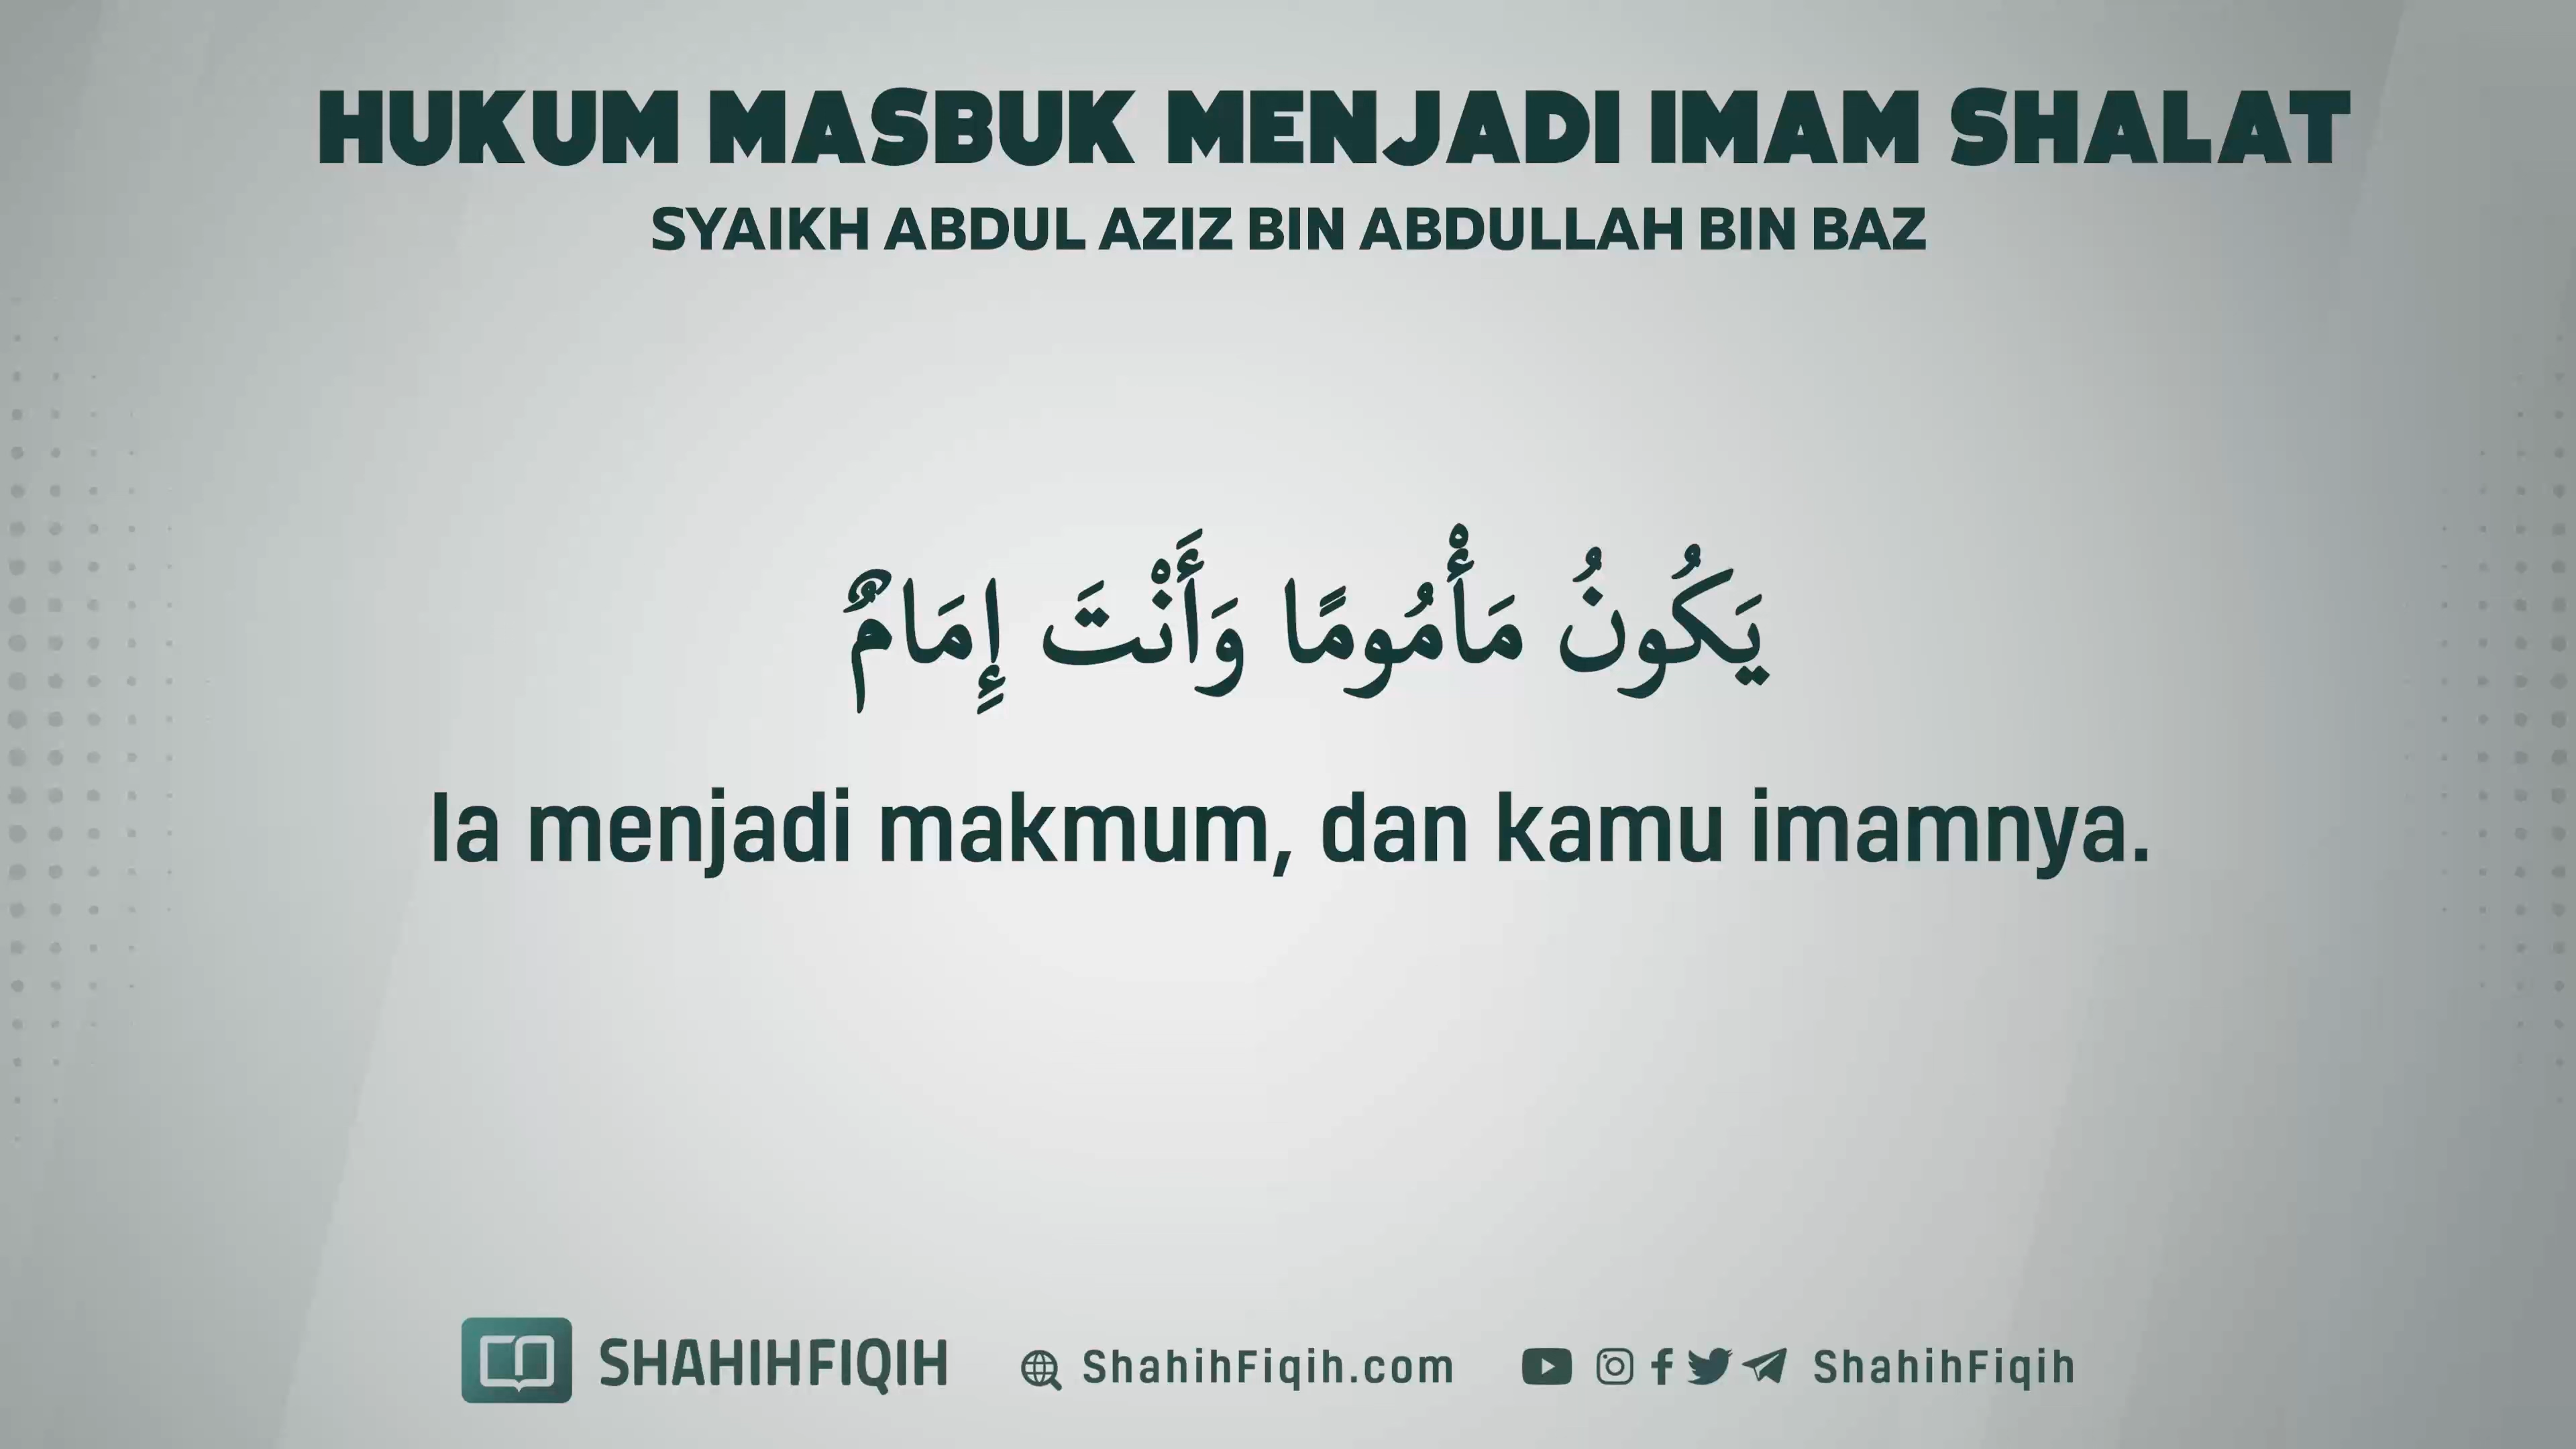 HUKUM MASBUK MENJADI IMAM SHALAT
SYAIKH ABDUL AZIZ BIN ABDULLAH BIN BAZ
يَكُونُ مَأْمُومًا وَأَنْتَ إِمَامٌ
Ia menjadi makmum, dan kamu imamnya.
SHAHIHFIQIH ShahihFiqih.com ShahihFiqih